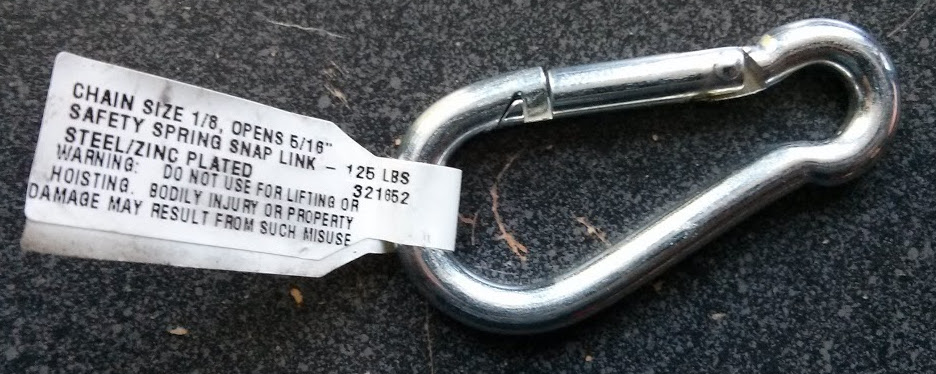 CHAIN SIZE 1/8, OPENS 5/16"
SAFETY SPRING SNAP LINK - 125 LBS
STEEL/ZINC PLATED 321652
WARNING: DO NOT USE FOR LIFTING OR
HOISTING. BODILY INJURY OR PROPERTY
DAMAGE MAY RESULT FROM SUCH MISUSE